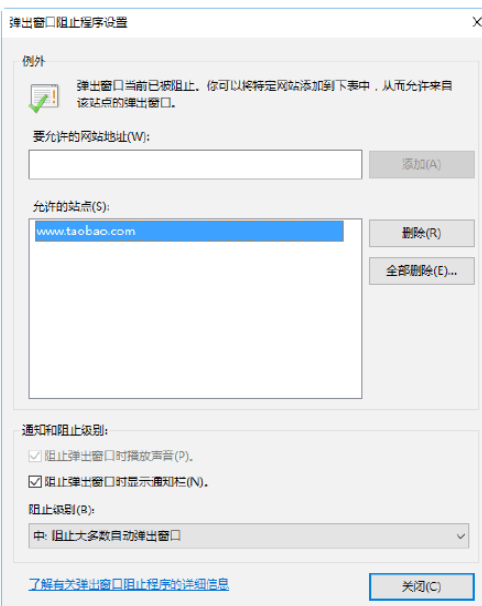 弹出窗口阻止程序设置
例外
弹出窗口当前已被阻止。你可以将特定网站添加到下表中，从而允许来自
该站点的弹出窗口。
要允许的网站地址(W):
添加(A)
允许的站点(S):
www.taobao.com
删除(R)
全部删除(E)...
通知和阻止级别:
阻止弹出窗口时播放声音(P)。
阻止弹出窗口时显示通知栏(N)。
阻止级别(B):
中: 阻止大多数自动弹出窗口
了解有关弹出窗口阻止程序的详细信息
关闭(C)